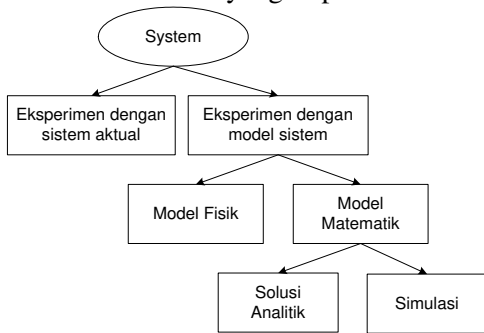 System
Eksperimen dengan
sistem aktual
Eksperimen dengan
model sistem
Model Fisik
Model
Matematik
Solusi
Analitik
Simulasi